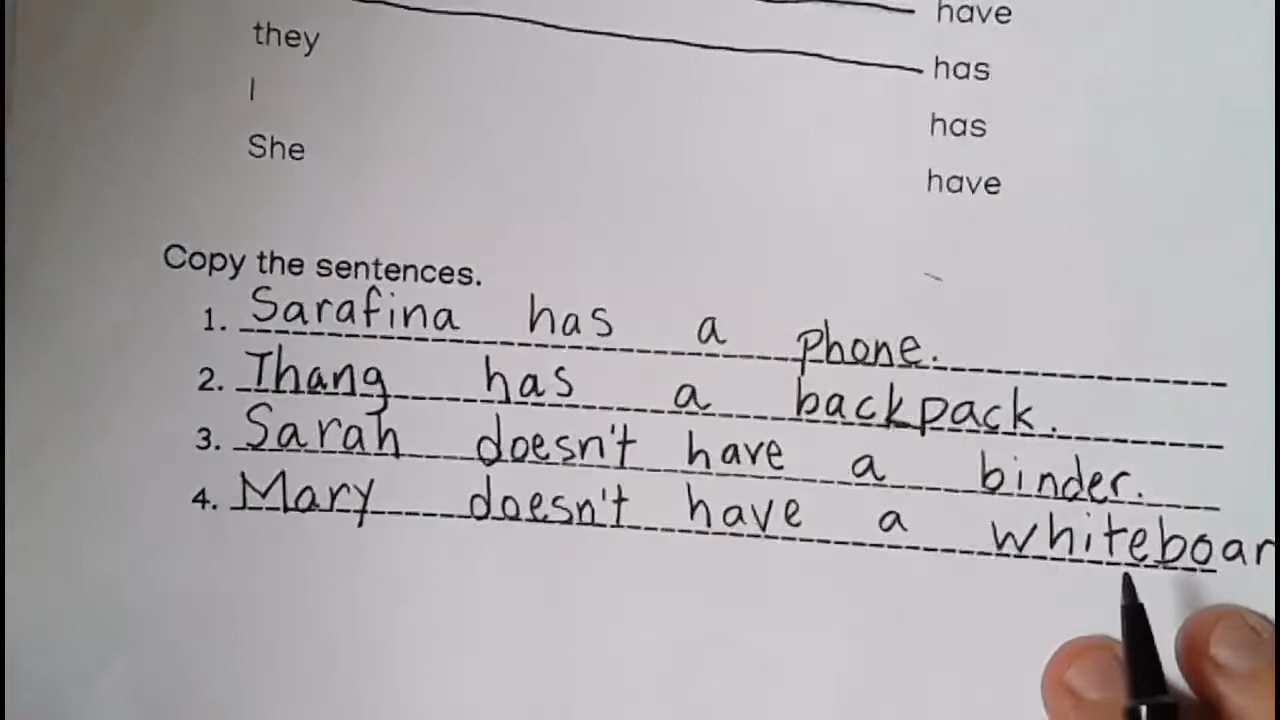 have
they
has
I
has
She
have
Copy the sentences.
1. Sarafina has a phone.
2. Thang has a backpack.
3. Sarah doesn't have a binder.
4. Mary doesn't have a whiteboar